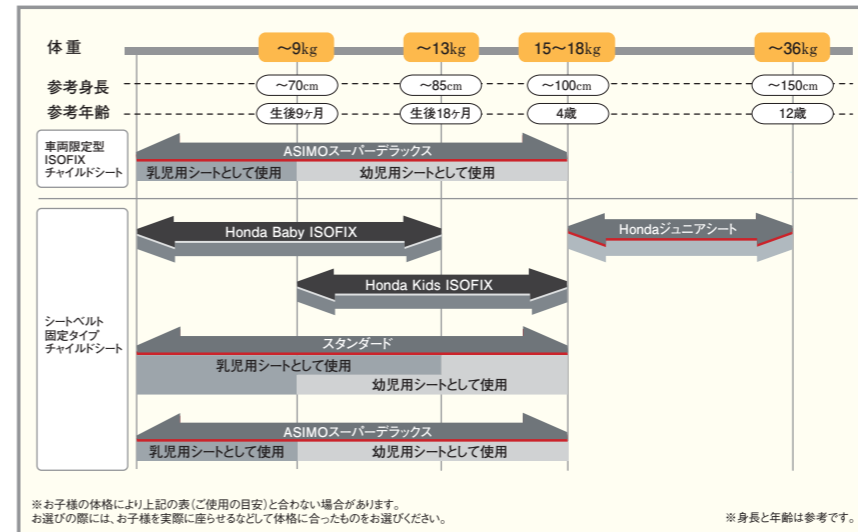 体重 ～9kg ～13kg 15～18kg ～36kg
参考身長 ～70cm ～85cm ～100cm ～150cm
参考年齢 生後9ヶ月 生後18ヶ月 4歳 12歳
車両限定型
ISOFIX
チャイルドシート
ASIMOスーパーデラックス
乳児用シートとして使用 幼児用シートとして使用
Honda Baby ISOFIX Hondaジュニアシート
Honda Kids ISOFIX
シートベルト
固定タイプ
チャイルドシート
スタンダード
乳児用シートとして使用
幼児用シートとして使用
ASIMOスーパーデラックス
乳児用シートとして使用 幼児用シートとして使用
※お子様の体格により上記の表(ご使用の目安)と合わない場合があります。
お選びの際には、お子様を実際に座らせるなどして体格に合ったものをお選びください。 ※身長と年齢は参考です。